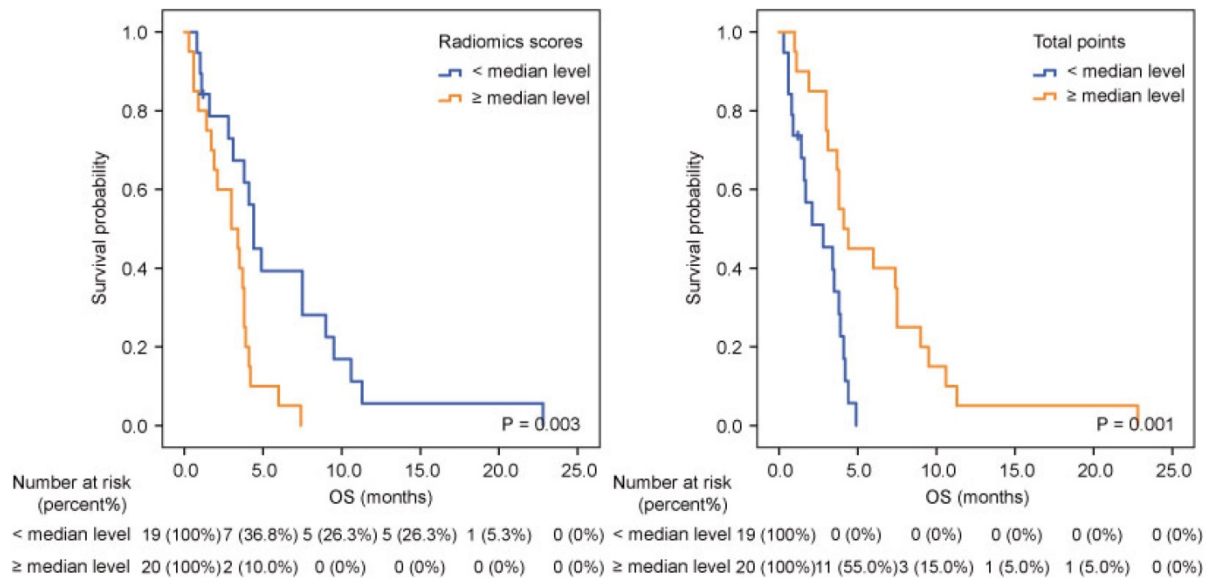 1.0
0.8
0.6
0.4
0.2
0.0
Survival probability
Radiomics scores
< median level
≥ median level
P = 0.003
0.0 5.0 10.0 15.0 20.0 25.0
OS (months)
1.0
0.8
0.6
0.4
0.2
0.0
Survival probability
Total points
< median level
≥ median level
P = 0.001
0.0 5.0 10.0 15.0 20.0 25.0
OS (months)
Number at risk
(percent%)
< median level 19 (100%) 7 (36.8%) 5 (26.3%) 5 (26.3%) 1 (5.3%) 0 (0%)
≥ median level 20 (100%) 2 (10.0%) 0 (0%) 0 (0%) 0 (0%) 0 (0%)
Number at risk
(percent%)
< median level 19 (100%) 0 (0%) 0 (0%) 0 (0%) 0 (0%) 0 (0%)
≥ median level 20 (100%) 11 (55.0%) 3 (15.0%) 1 (5.0%) 1 (5.0%) 0 (0%)